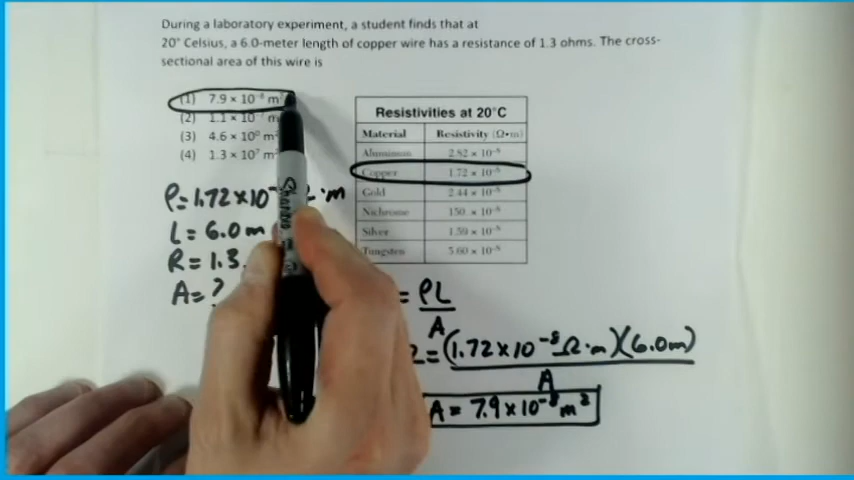 During a laboratory experiment, a student finds that at
20° Celsius, a 6.0-meter length of copper wire has a resistance of 1.3 ohms. The cross-
sectional area of this wire is
(1) 7.9 × 10⁻⁸ m
(2) 1.1 × 10 m
(3) 4.6 × 10⁰ m
(4) 1.3 × 10⁷ m
Resistivities at 20°C
Material Resistivity (Ω•m)
Aluminum 2.82 × 10⁻⁸
Copper 1.72 × 10⁻⁸
Gold 2.44 × 10⁻⁸
Nichrome 150. × 10⁻⁸
Silver 1.59 × 10⁻⁸
Tungsten 5.60 × 10⁻⁸
ρ = 1.72 × 10⁻ · m
L = 6.0 m
R = 1.3
A = ?
= ρL
A
= (1.72 × 10⁻⁸ Ω·m)(6.0m)
A
A = 7.9 × 10⁻⁸ m²
Sharpie